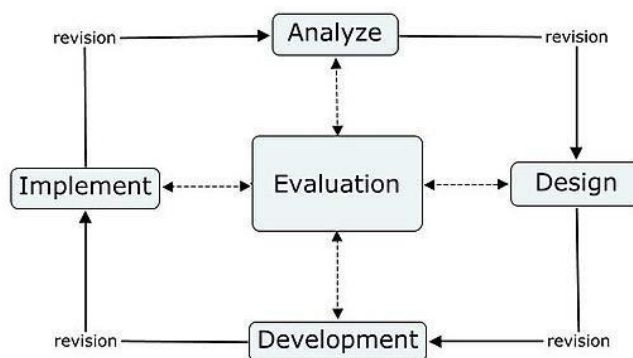 Analyze
revision
revision
Implement
Evaluation
Design
revision
Development
revision